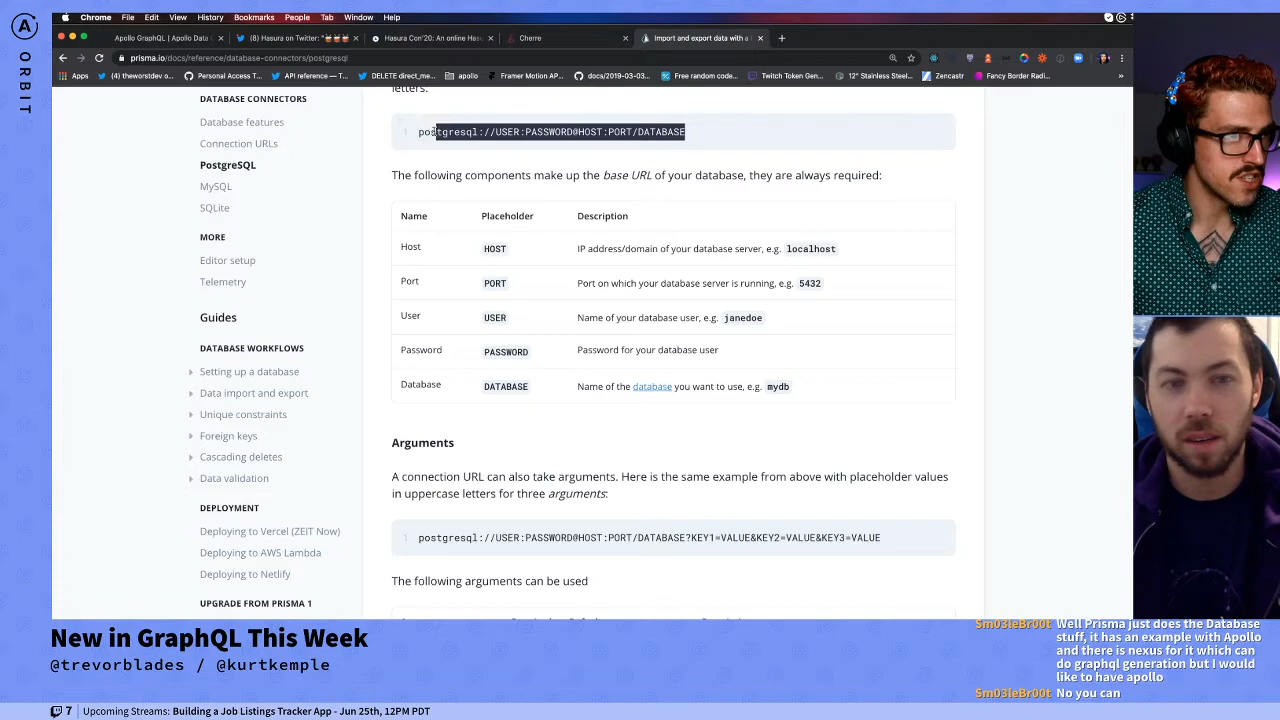 Chrome File Edit View History Bookmarks People Tab Window Help
Apollo GraphQL | Apollo Data G
(8) Hasura on Twitter: "
Hasura Con'20: An online Hasu
Cherre
Import and export data with a
prisma.io/docs/reference/database-connectors/postgresql
Apps
(4) theworstdev o...
Personal Access T...
API reference — T...
DELETE direct_me...
apollo
Framer Motion AP...
docs/2019-03-03...
Free random code...
Twitch Token Gen...
12° Stainless Steel...
Zencastr
Fancy Border Radi...
»
ORBIT
DATABASE CONNECTORS
Database features
Connection URLs
PostgreSQL
MySQL
SQLite
MORE
Editor setup
Telemetry
Guides
DATABASE WORKFLOWS
Setting up a database
Data import and export
Unique constraints
Foreign keys
Cascading deletes
Data validation
DEPLOYMENT
Deploying to Vercel (ZEIT Now)
Deploying to AWS Lambda
Deploying to Netlify
UPGRADE FROM PRISMA 1
letters:
1 postgresql://USER:PASSWORD@HOST:PORT/DATABASE
The following components make up the base URL of your database, they are always required:
Name Placeholder Description
Host HOST IP address/domain of your database server, e.g. localhost
Port PORT Port on which your database server is running, e.g. 5432
User USER Name of your database user, e.g. janedoe
Password PASSWORD Password for your database user
Database DATABASE Name of the database you want to use, e.g. mydb
Arguments
A connection URL can also take arguments. Here is the same example from above with placeholder values
in uppercase letters for three arguments:
1 postgresql://USER:PASSWORD@HOST:PORT/DATABASE?KEY1=VALUE&KEY2=VALUE&KEY3=VALUE
The following arguments can be used
New in GraphQL This Week
@trevorblades / @kurtkemple
Sm03leBr00t Well Prisma just does the Database
stuff, it has an example with Apollo
and there is nexus for it which can
do graphql generation but I would
like to have apollo
Sm03leBr00t No you can
7 Upcoming Streams: Building a Job Listings Tracker App - Jun 25th, 12PM PDT